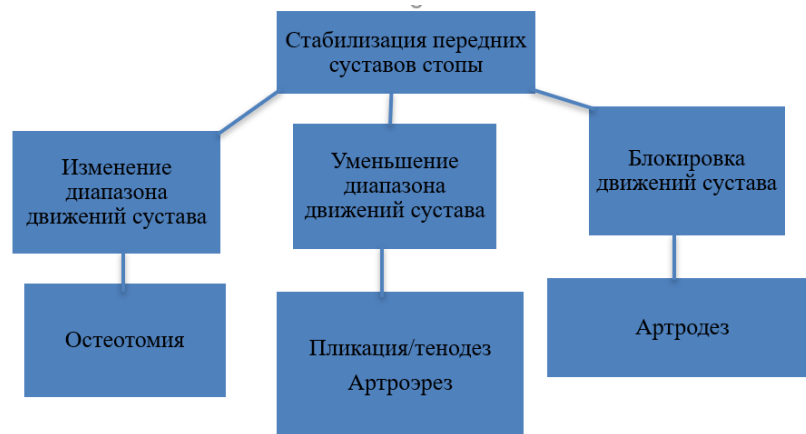 Стабилизация передних
суставов стопы
Изменение
диапазона
движений сустава
Уменьшение
диапазона
движений сустава
Блокировка
движений сустава
Остеотомия
Пликация/тенодез
Артроэрез
Артродез